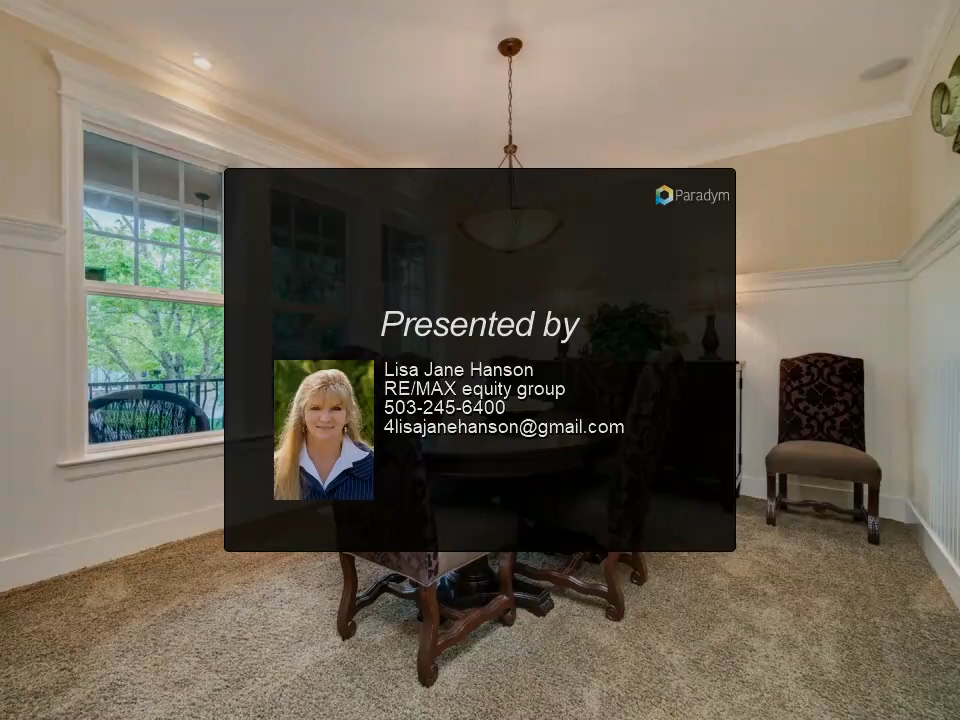 Paradym
Presented by
Lisa Jane Hanson
RE/MAX equity group
503-245-6400
4lisajanehanson@gmail.com